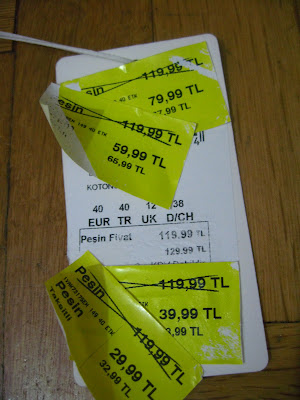 119,99 TL
79,99 TL
Peşin
119,99 TL
59,99 TL
65,99 TL
KOTON
40 40 12 38
EUR TR UK D/CH
Peşin Fiyat 119.99 TL
129.99 TL
119,99 TL
39,99 TL
Peşin
119,99 TL
Peşin
29,99 TL
Taksitli
32,99 TL